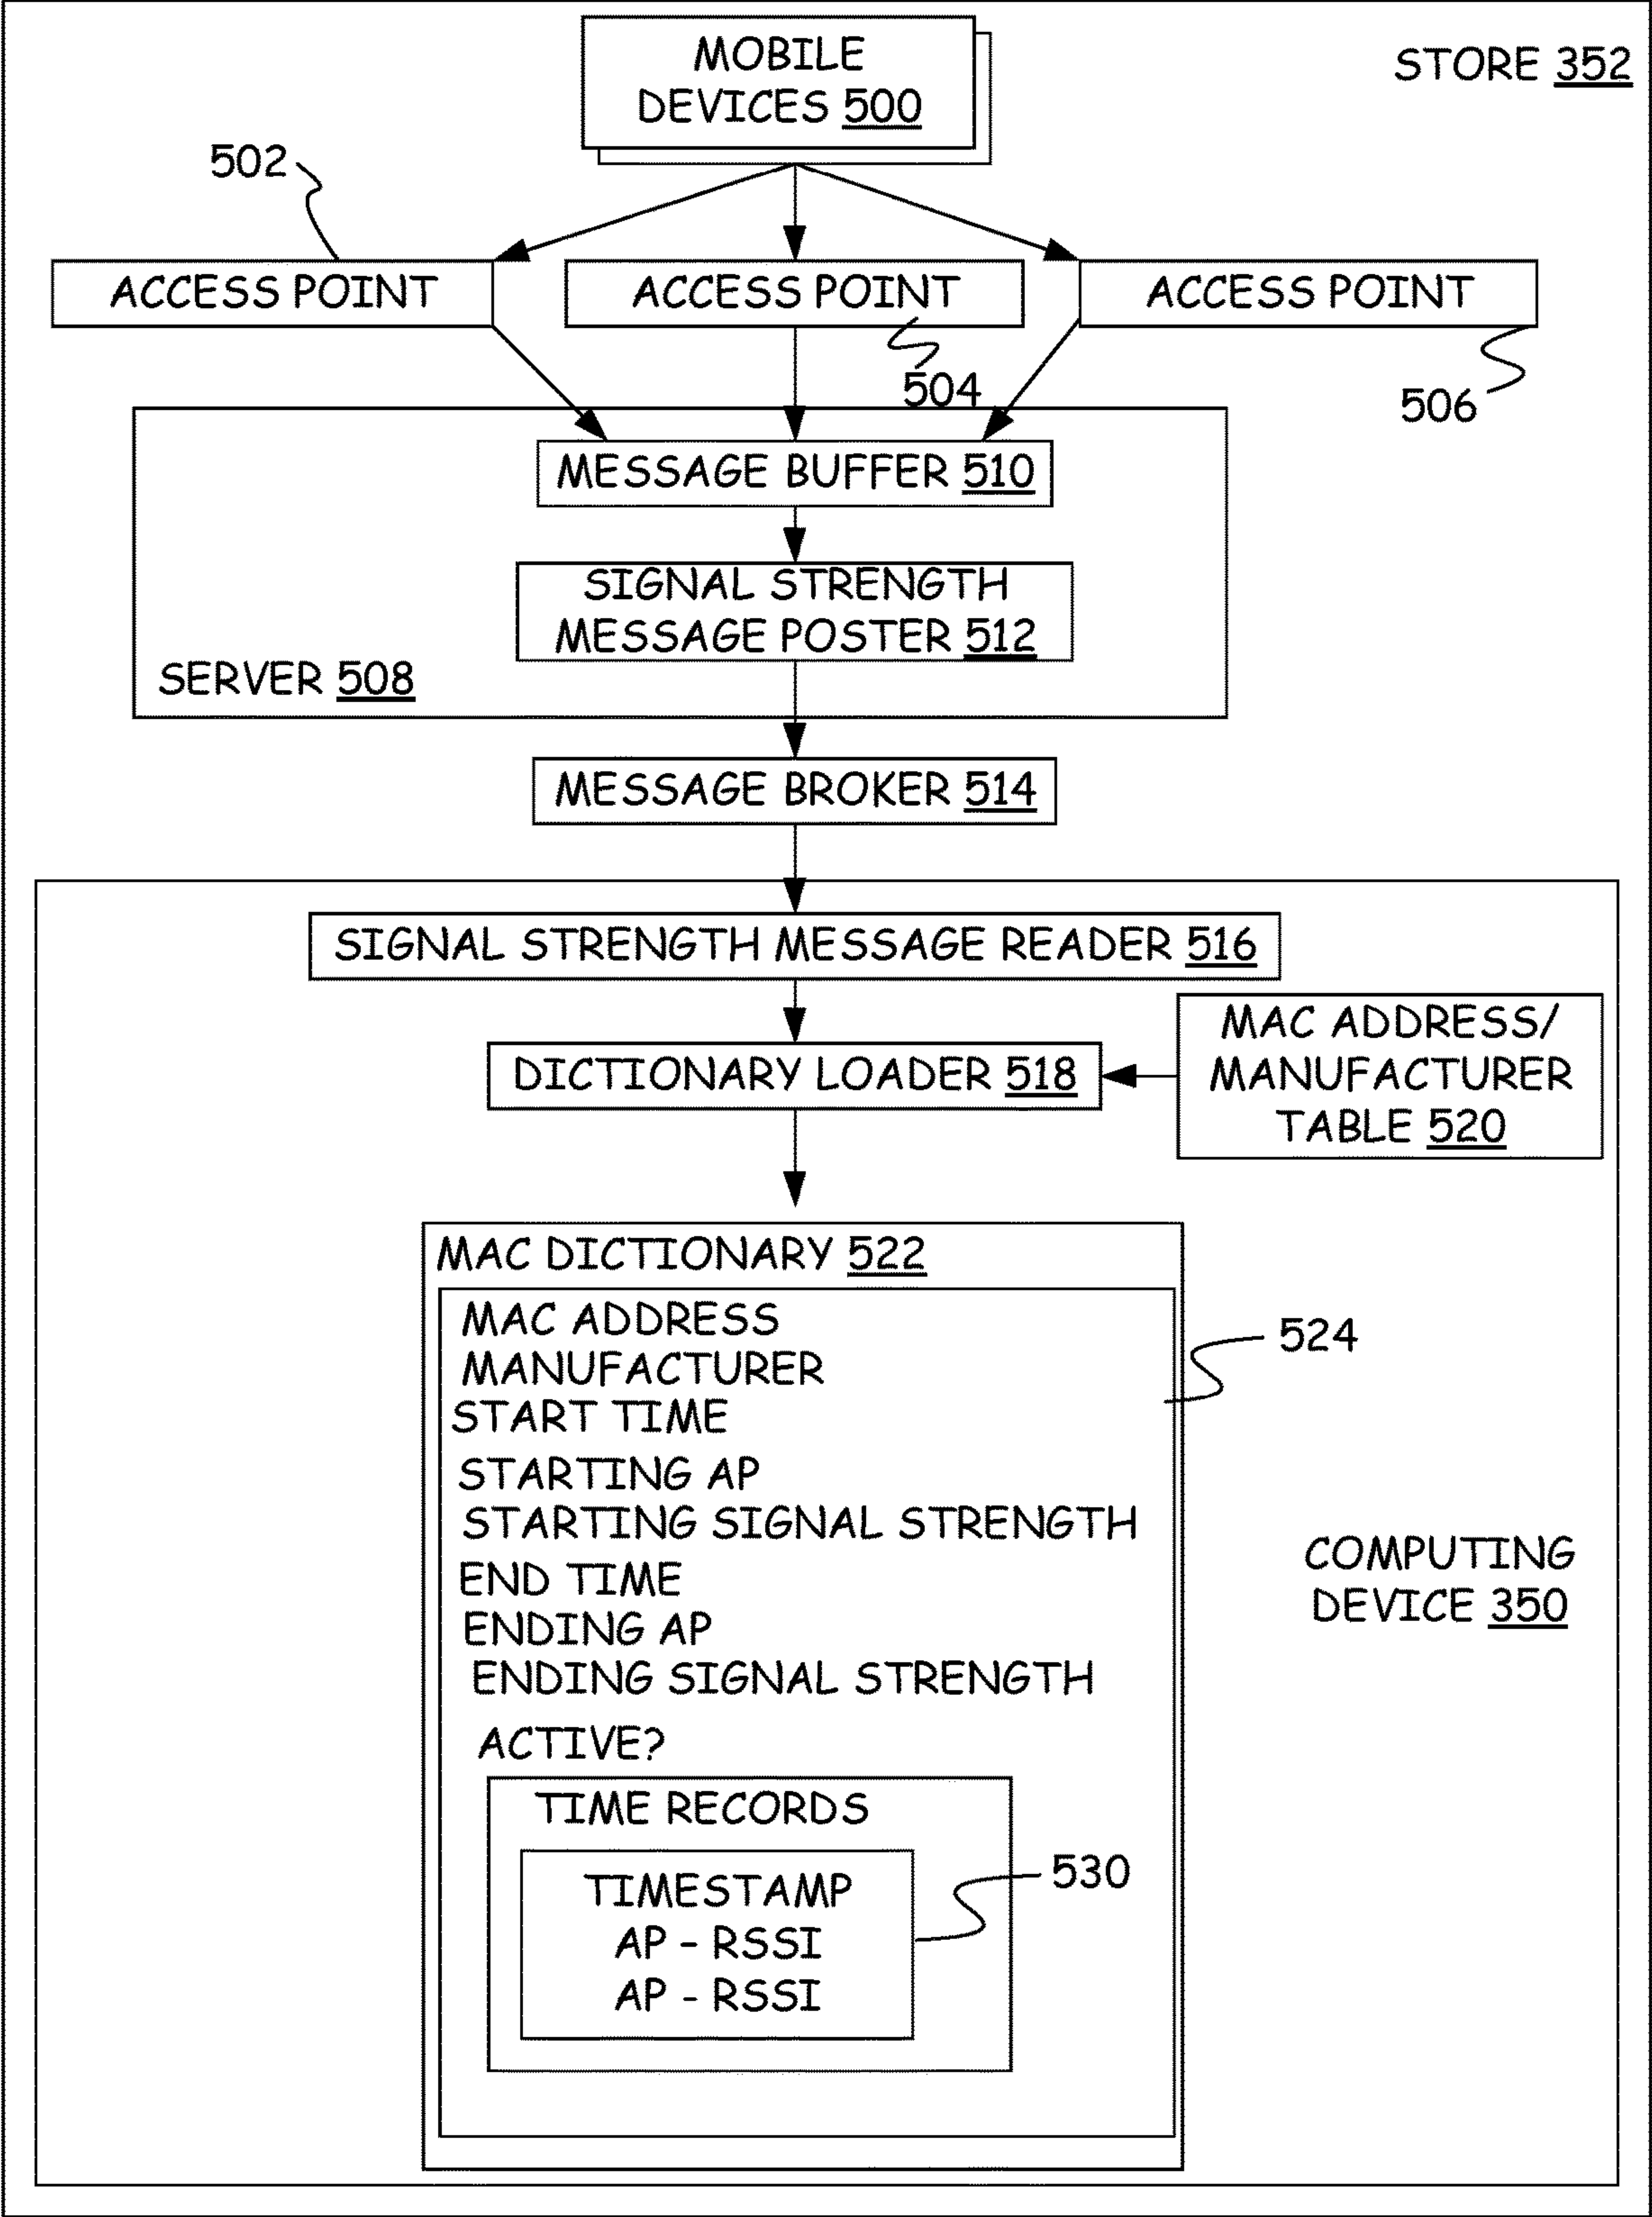 MOBILE
DEVICES 500
STORE 352
502
ACCESS POINT
ACCESS POINT
ACCESS POINT
504
506
MESSAGE BUFFER 510
SIGNAL STRENGTH
MESSAGE POSTER 512
SERVER 508
MESSAGE BROKER 514
SIGNAL STRENGTH MESSAGE READER 516
DICTIONARY LOADER 518
MAC ADDRESS/
MANUFACTURER
TABLE 520
MAC DICTIONARY 522
MAC ADDRESS
MANUFACTURER
START TIME
STARTING AP
STARTING SIGNAL STRENGTH
END TIME
ENDING AP
ENDING SIGNAL STRENGTH
ACTIVE?
524
COMPUTING
DEVICE 350
TIME RECORDS
TIMESTAMP
AP - RSSI
AP - RSSI
530